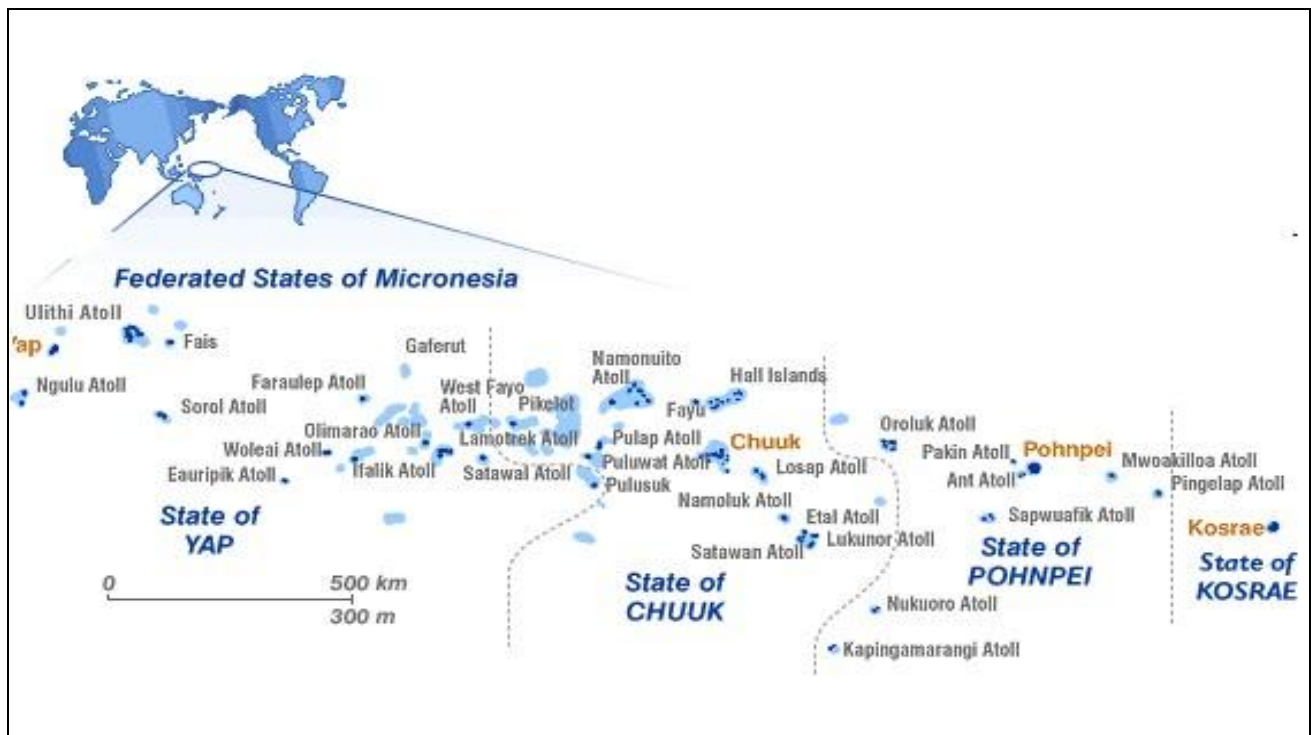 Federated States of Micronesia
Ulithi Atoll
Yap
Fais
Ngulu Atoll
Sorol Atoll
Gaferut
Faraulep Atoll
West Fayo
Atoll
Pikelot
Olimarao Atoll
Lamotrek Atoll
Woleai Atoll
Ifalik Atoll
Satawal Atoll
Eauripik Atoll
State of
YAP
0
500 km
300 m
Namonuito
Atoll
Hall Islands
Fayu
Pulap Atoll
Chuuk
Puluwat Atoll
Losap Atoll
Pulusuk
Namoluk Atoll
Etal Atoll
Satawan Atoll
Lukunor Atoll
State of
CHUUK
Oroluk Atoll
Pakin Atoll
Pohnpei
Ant Atoll
Mwoakilloa Atoll
Pingelap Atoll
Sapwuafik Atoll
State of
POHNPEI
Nukuoro Atoll
Kapingamarangi Atoll
Kosrae
State of
KOSRAE